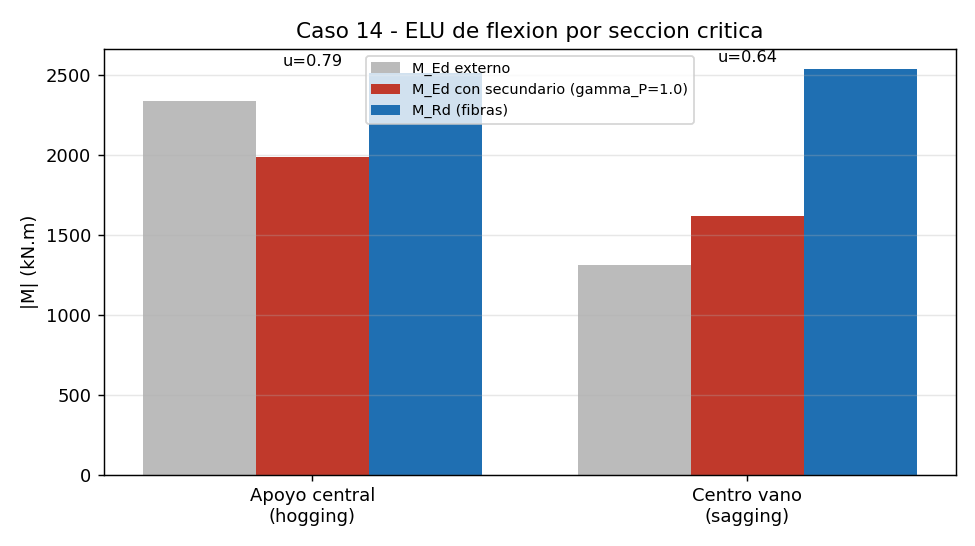 Caso 14 - ELU de flexion por seccion critica
u=0.79
u=0.64
M_Ed externo
M_Ed con secundario (gamma_P=1.0)
M_Rd (fibras)
|M| (kN.m)
2500
2000
1500
1000
500
0
Apoyo central
(hogging)
Centro vano
(sagging)